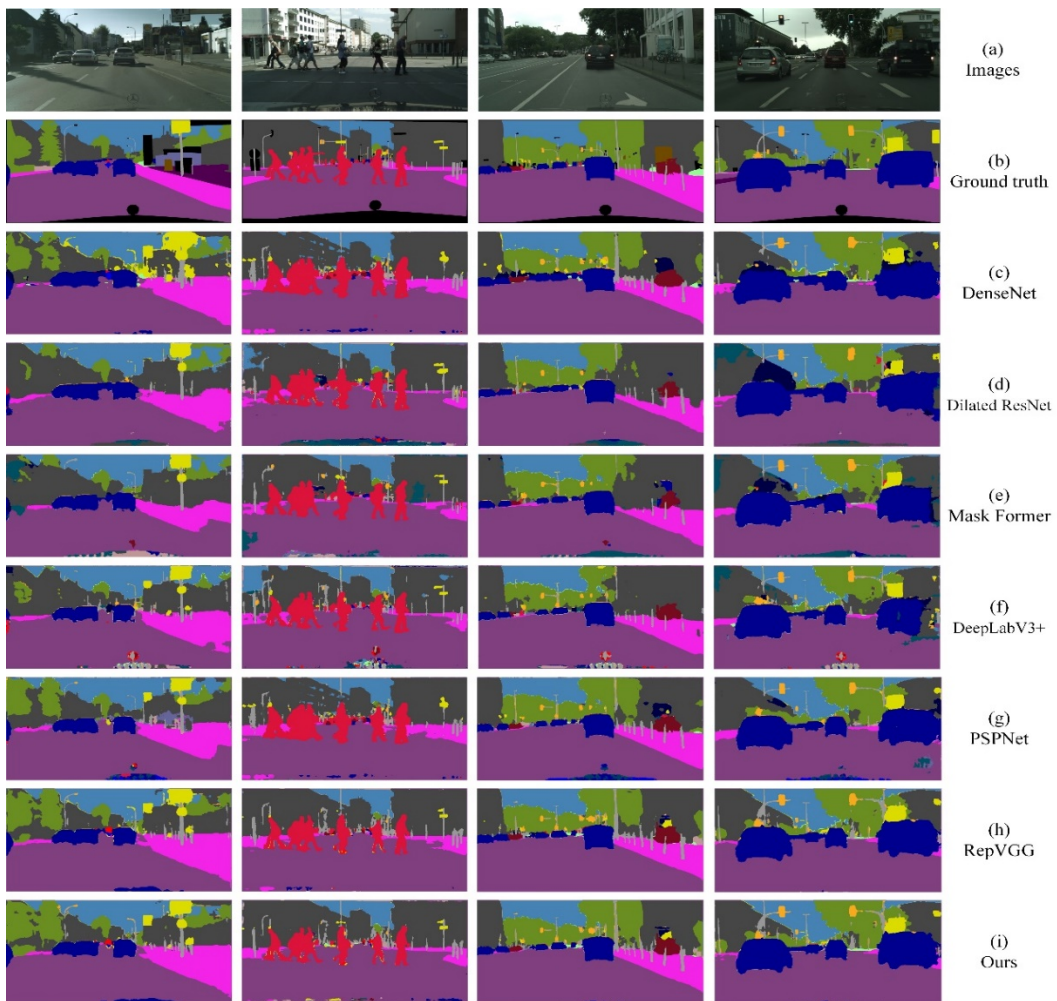 (a)
Images
(b)
Ground truth
(c)
DenseNet
(d)
Dilated ResNet
(e)
Mask Former
(f)
DeepLabV3+
(g)
PSPNet
(h)
RepVGG
(i)
Ours